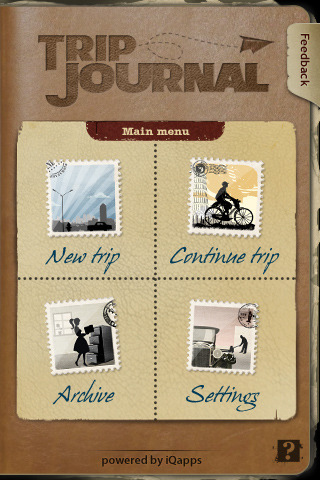 TRIP
JOURNAL
Feedback
Main menu
New trip
Continue trip
Archive
Settings
powered by iQapps
?